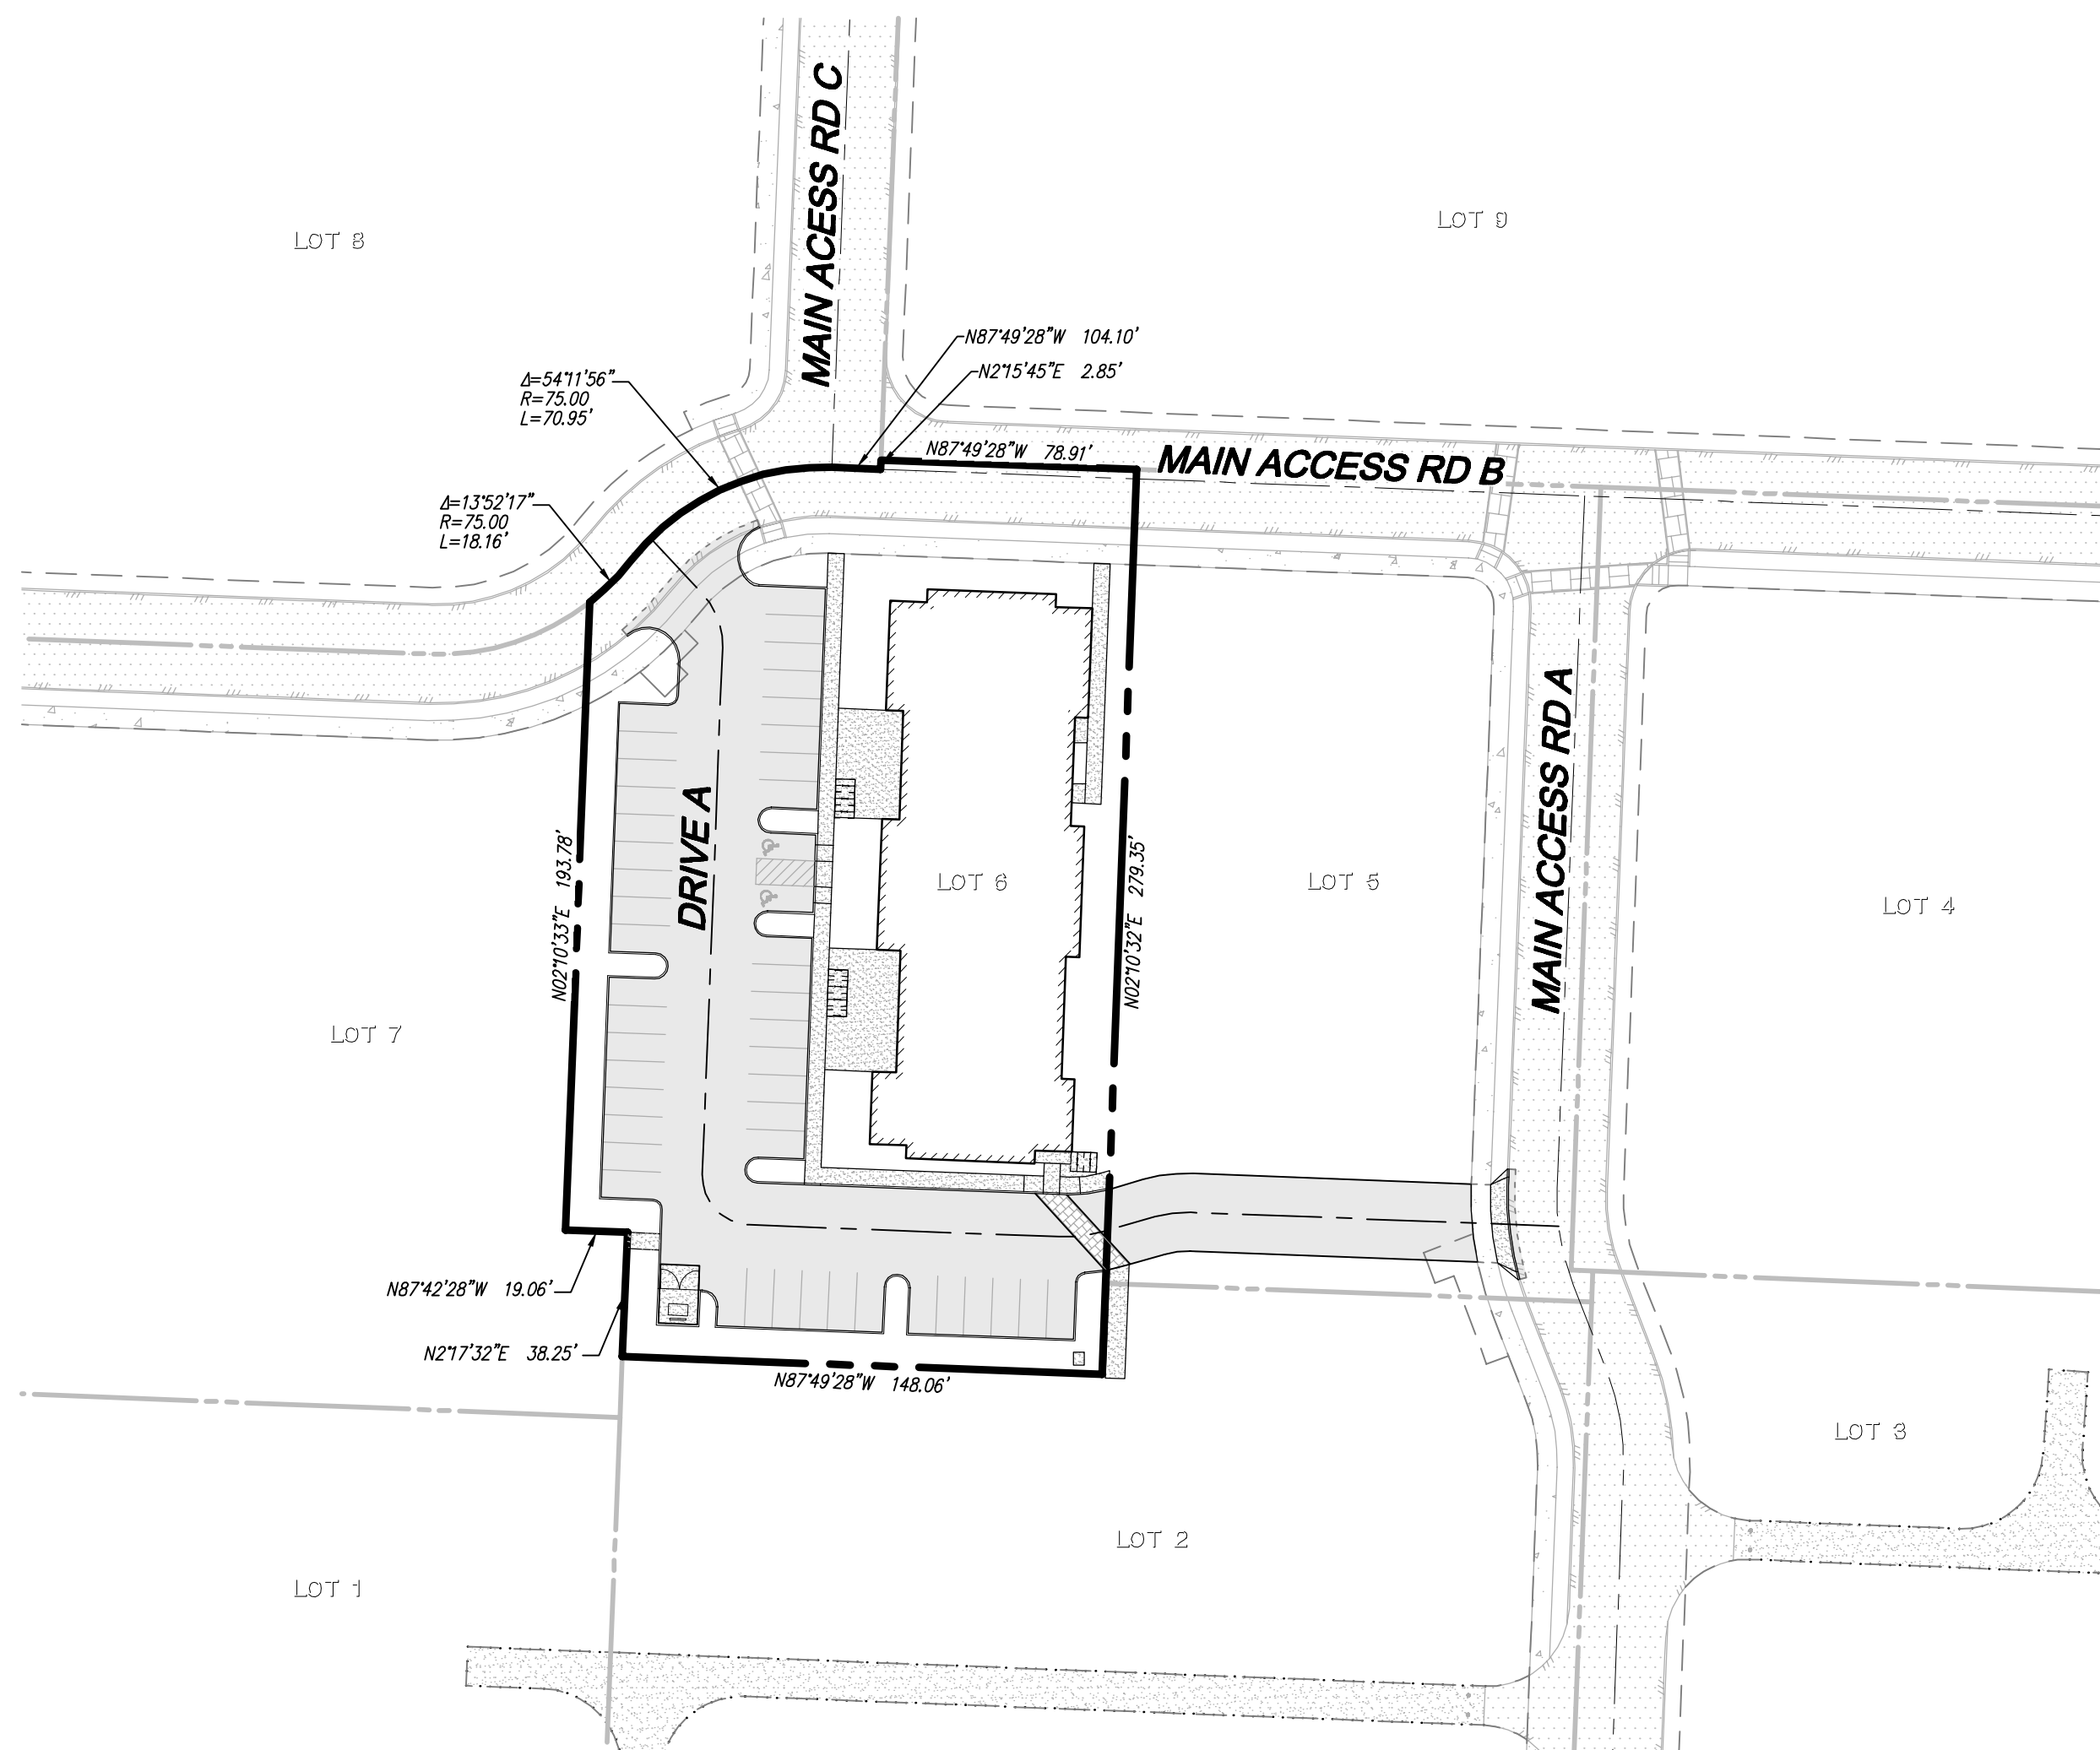 MAIN ACESS RD C
LOT 8
LOT 9
N87°49'28"W 104.10'
N2°15'45"E 2.85'
Δ=54°11'56"
R=75.00
L=70.95'
N87°49'28"W 78.91'
MAIN ACCESS RD B
Δ=13°52'17"
R=75.00
L=18.16'
DRIVE A
N02°10'33"E 193.78'
LOT 6
N02°10'32"E 279.35'
LOT 5
MAIN ACCESS RD A
LOT 4
LOT 7
N87°42'28"W 19.06'
N2°17'32"E 38.25'
N87°49'28"W 148.06'
LOT 3
LOT 2
LOT 1